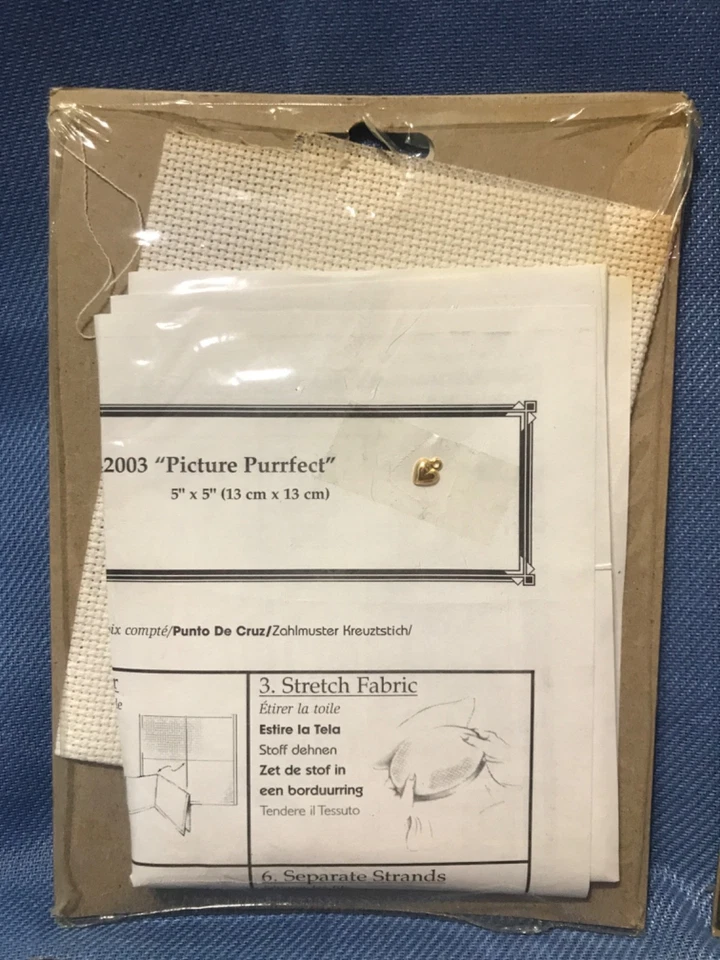 2003 “Picture Purrfect”
5" x 5" (13 cm x 13 cm)
ix compté/Punto De Cruz/Zahlmuster Kreuztstich/
3. Stretch Fabric
Étirer la toile
Estire la Tela
Stoff dehnen
Zet de stof in
een borduurring
Tendere il Tessuto
6. Separate Strands